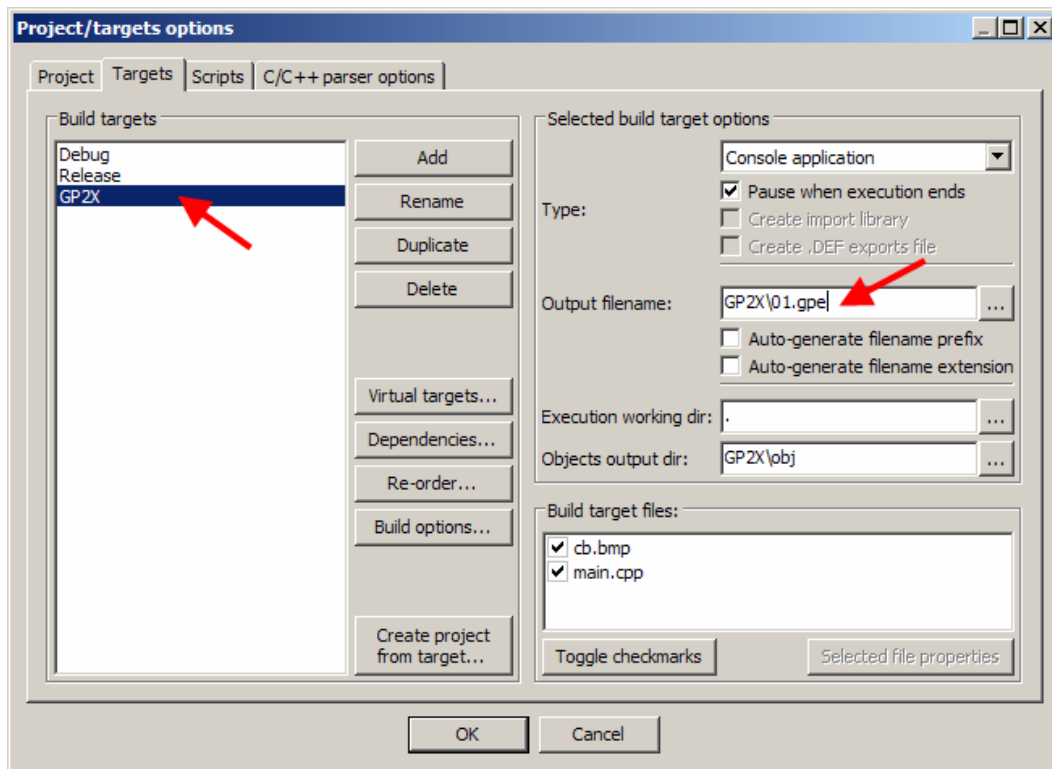 Project/targets options
Project
Targets
Scripts
C/C++ parser options
Build targets
Debug
Release
GP2X
Add
Rename
Duplicate
Delete
Virtual targets...
Dependencies...
Re-order...
Build options...
Create project
from target...
Selected build target options
Type:
Console application
Pause when execution ends
Create import library
Create .DEF exports file
Output filename:
GP2X\01.gpe
...
Auto-generate filename prefix
Auto-generate filename extension
Execution working dir:
.
...
Objects output dir:
GP2X\obj
...
Build target files:
cb.bmp
main.cpp
Toggle checkmarks
Selected file properties
OK
Cancel